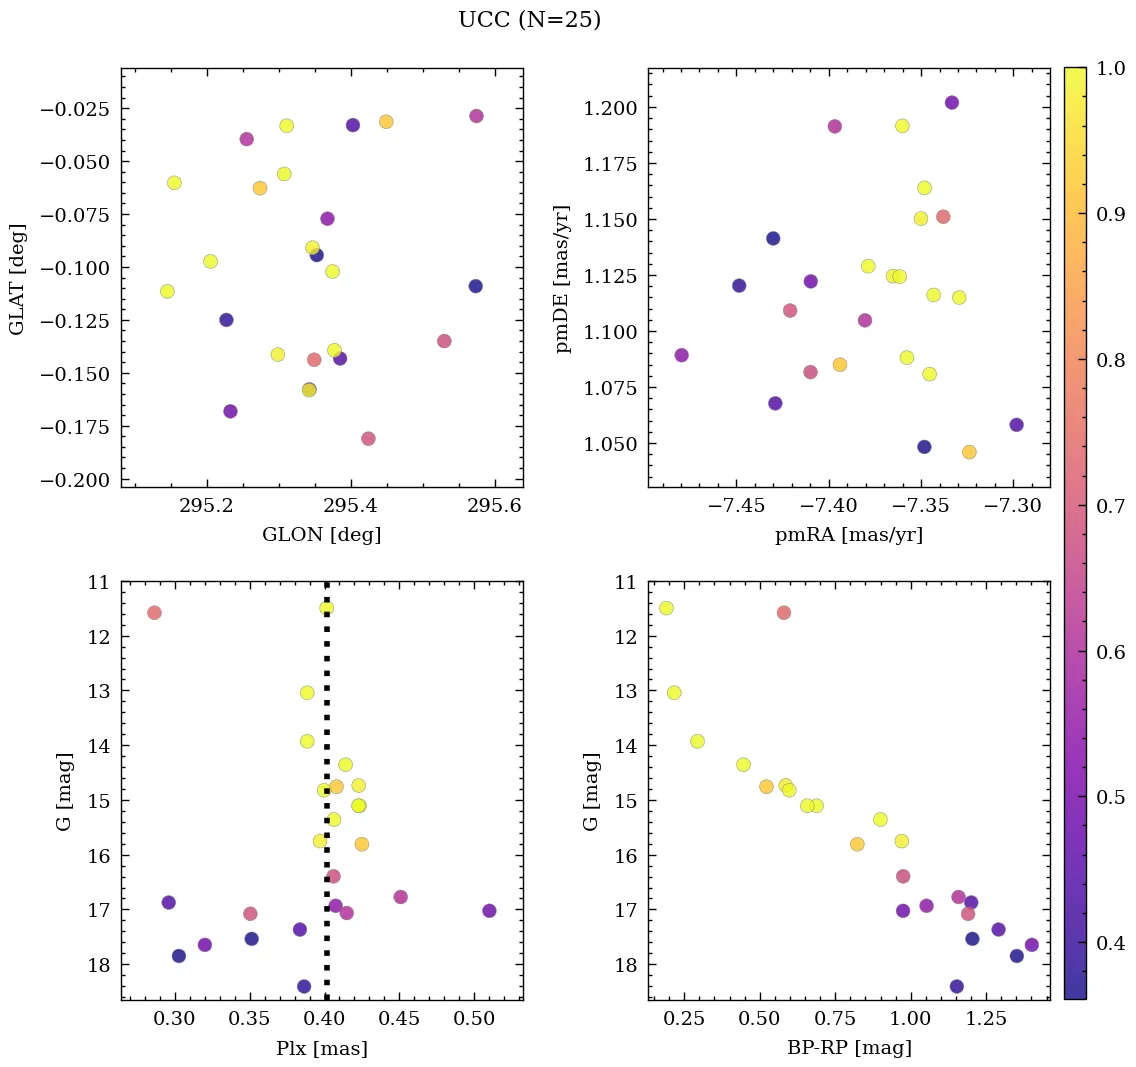 UCC (N=25)
−0.025
−0.050
−0.075
−0.100
−0.125
−0.150
−0.175
−0.200
GLAT [deg]
295.2 295.4 295.6
GLON [deg]
1.200
1.175
1.150
1.125
1.100
1.075
1.050
pmDE [mas/yr]
−7.45 −7.40 −7.35 −7.30
pmRA [mas/yr]
11
12
13
14
15
16
17
18
G [mag]
0.30 0.35 0.40 0.45 0.50
Plx [mas]
11
12
13
14
15
16
17
18
G [mag]
0.25 0.50 0.75 1.00 1.25
BP-RP [mag]
1.0
0.9
0.8
0.7
0.6
0.5
0.4